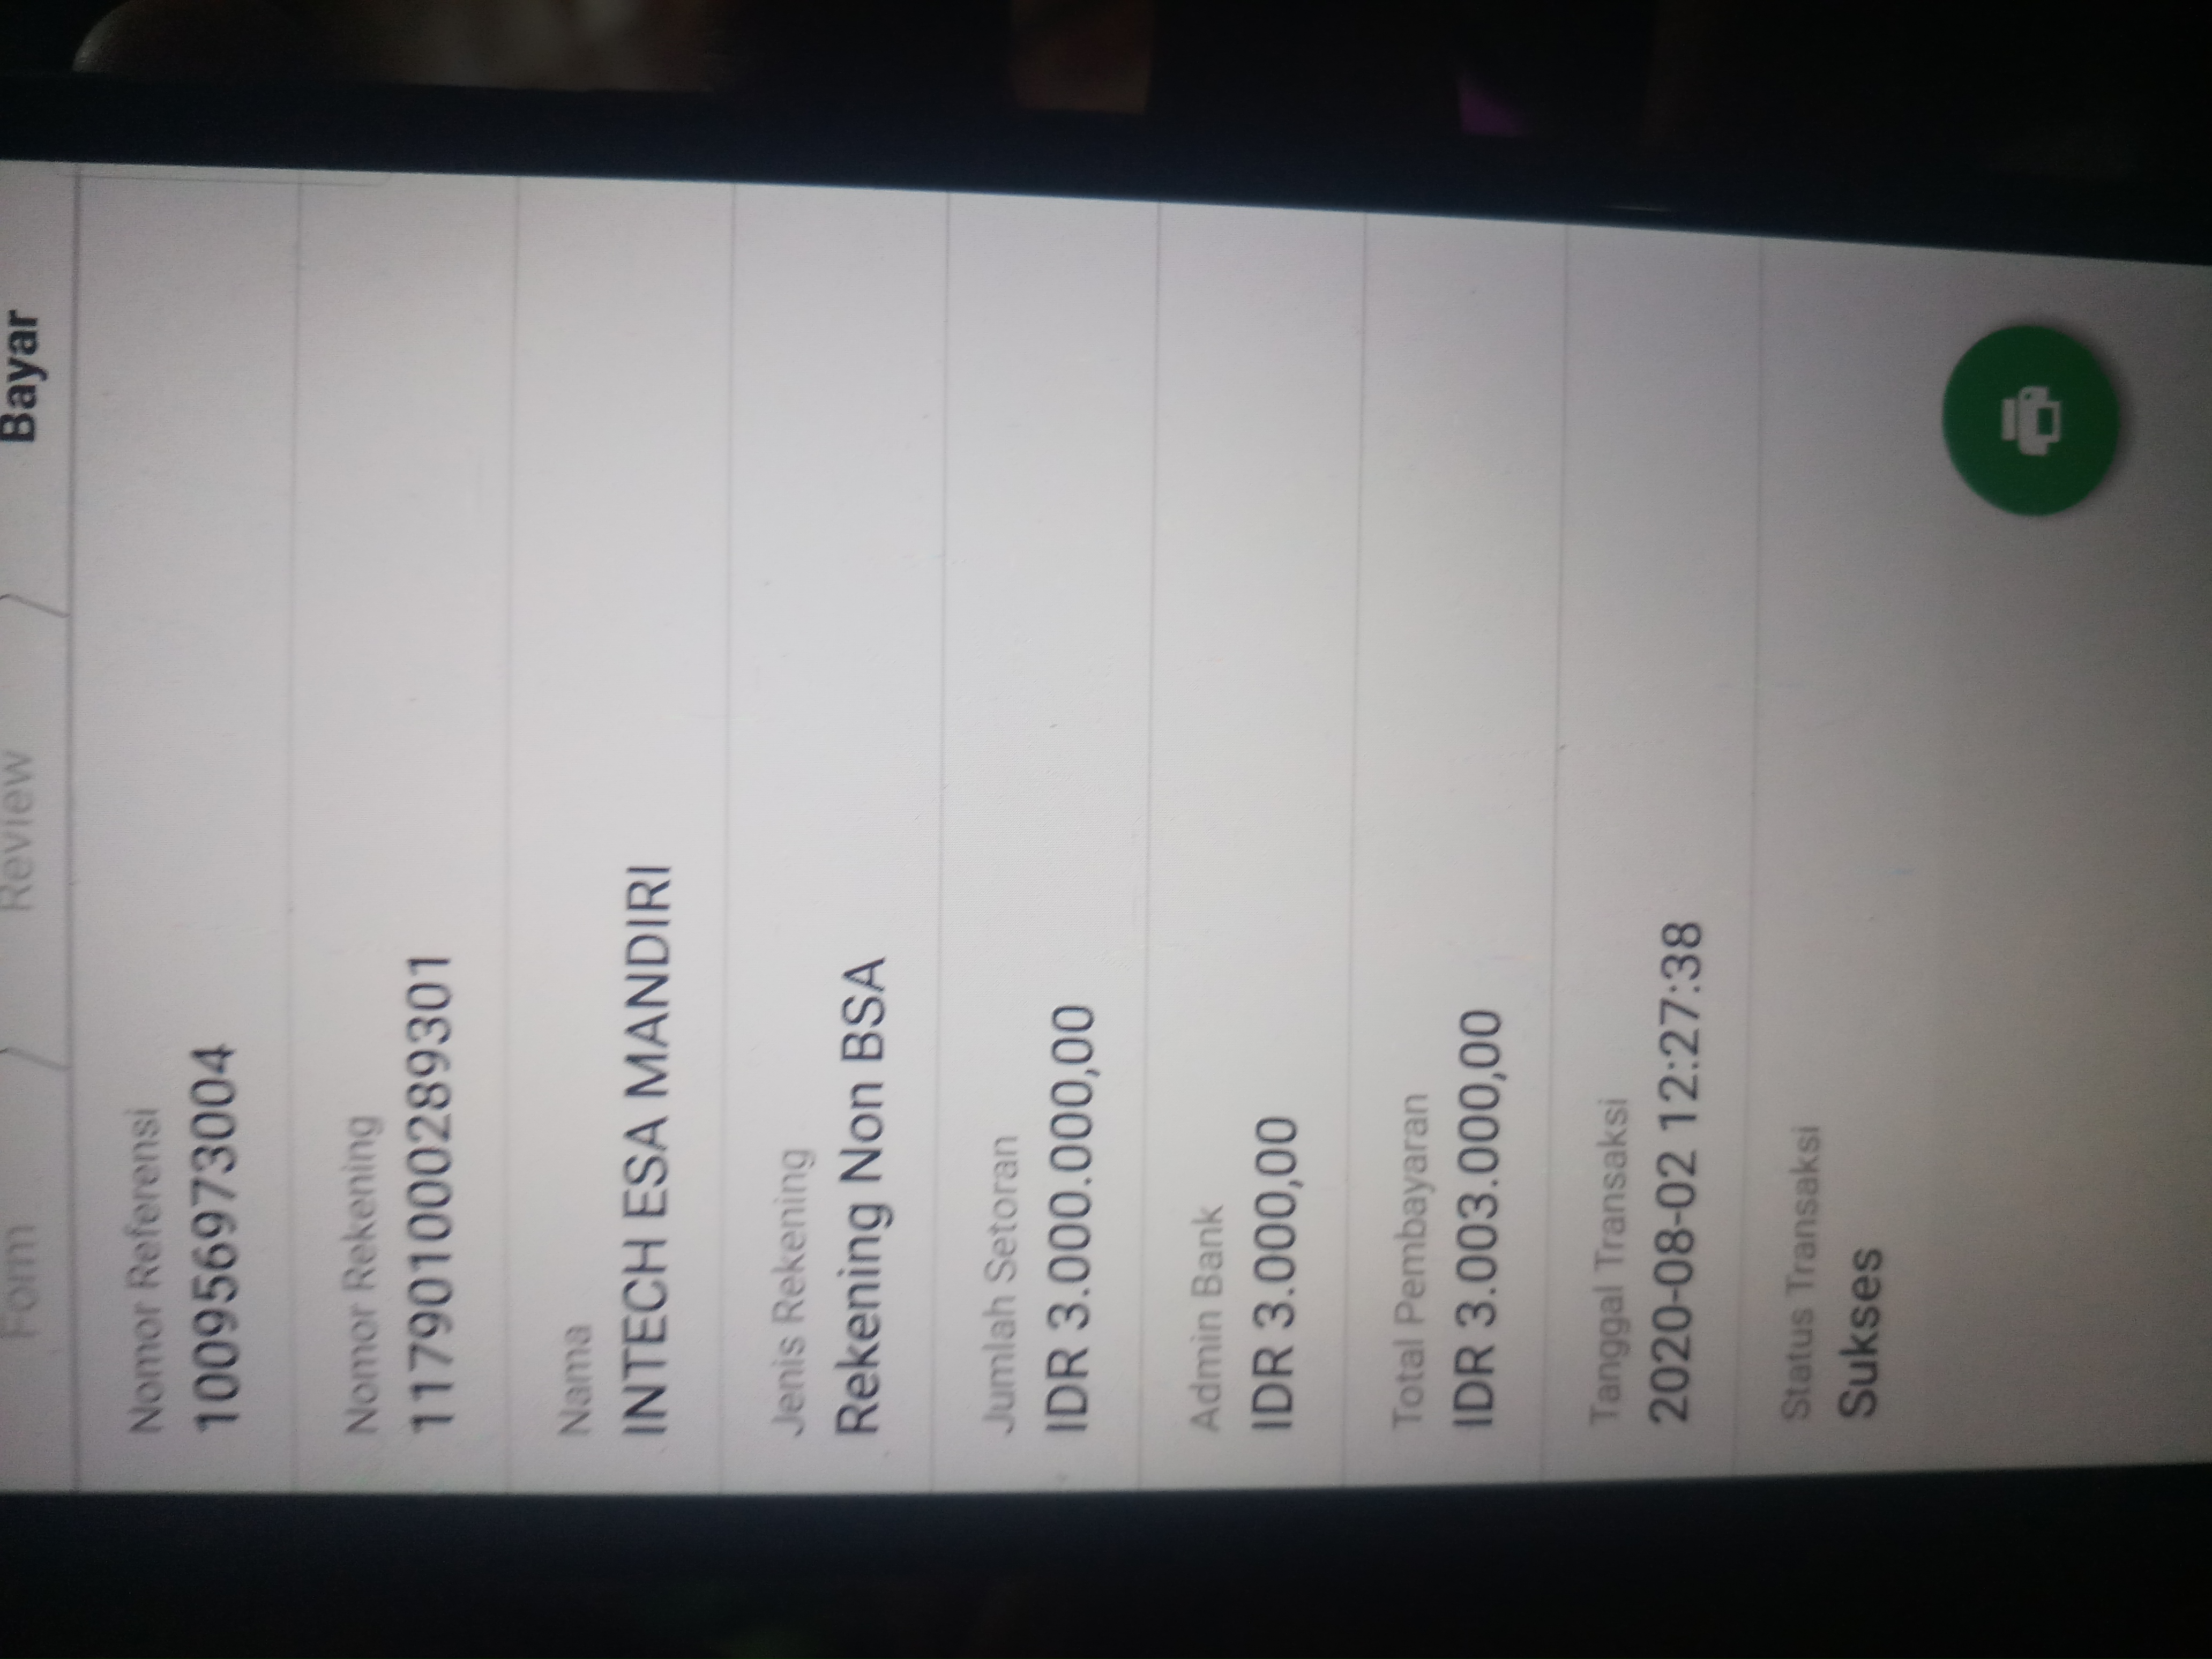 Form
Review
Bayar
Nomor Referensi
100956973004
Nomor Rekening
117901000289301
Nama
INTECH ESA MANDIRI
Jenis Rekening
Rekening Non BSA
Jumlah Setoran
IDR 3.000.000,00
Admin Bank
IDR 3.000,00
Total Pembayaran
IDR 3.003.000,00
Tanggal Transaksi
2020-08-02 12:27:38
Status Transaksi
Sukses